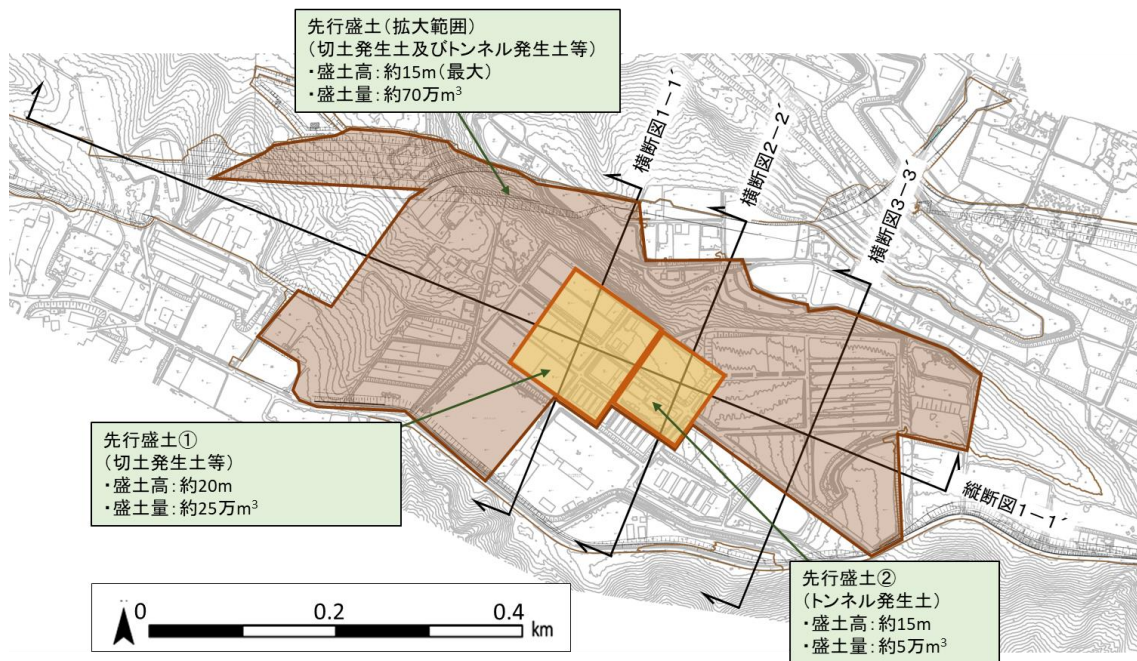 先行盛土（拡大範囲）
（切土発生土及びトンネル発生土等）
・盛土高：約15m（最大）
・盛土量：約70万m³
横断図1－1′
横断図2－2′
横断図3－3′
先行盛土①
（切土発生土等）
・盛土高：約20m
・盛土量：約25万m³
縦断図1－1′
先行盛土②
（トンネル発生土）
・盛土高：約15m
・盛土量：約5万m³
0 0.2 0.4
km